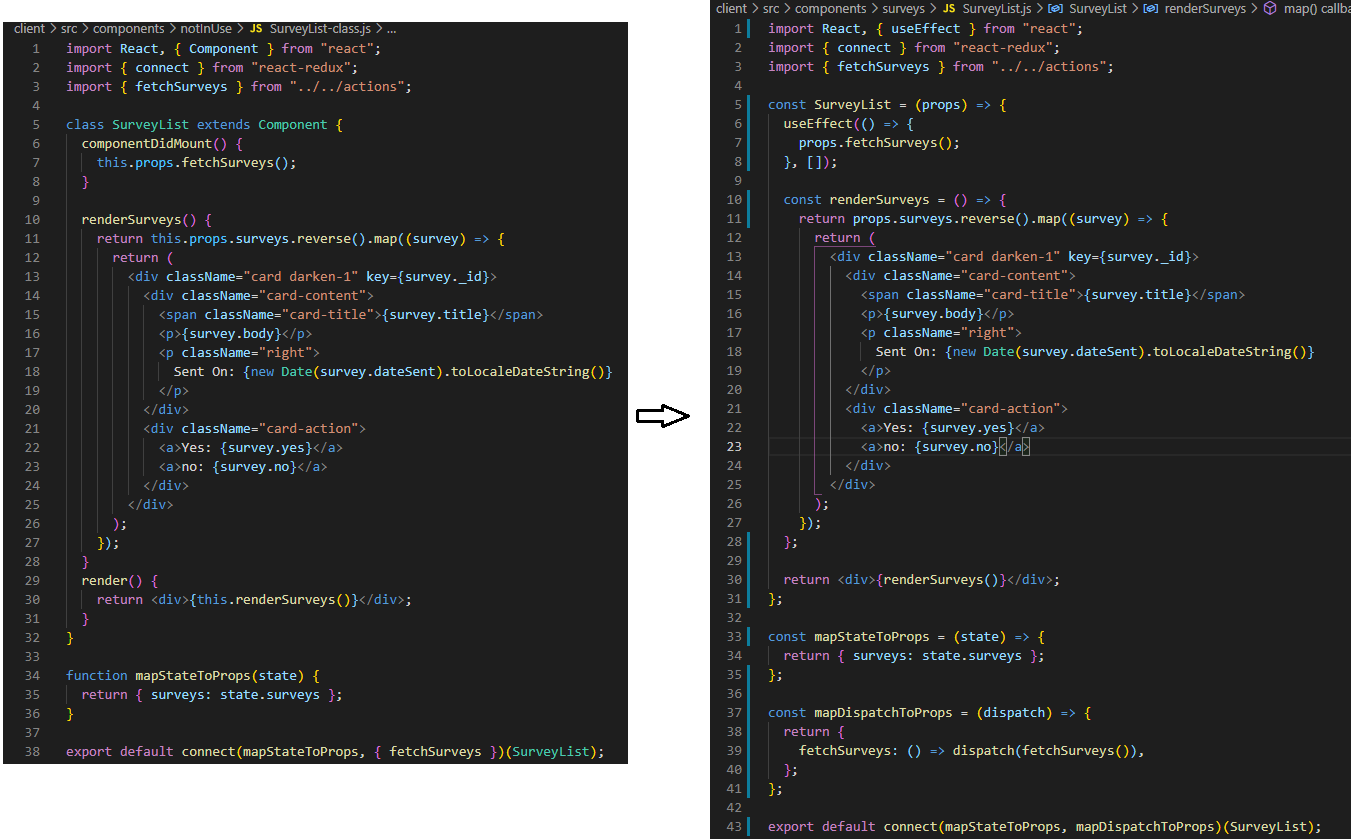 client > src > components > notInUse > JS SurveyList-class.js > ...
1 import React, { Component } from "react";
2 import { connect } from "react-redux";
3 import { fetchSurveys } from "../../actions";
4
5 class SurveyList extends Component {
6 componentDidMount() {
7 this.props.fetchSurveys();
8 }
9
10 renderSurveys() {
11 return this.props.surveys.reverse().map((survey) => {
12 return (
13 <div className="card darken-1" key={survey._id}>
14 <div className="card-content">
15 <span className="card-title">{survey.title}</span>
16 <p>{survey.body}</p>
17 <p className="right">
18 Sent On: {new Date(survey.dateSent).toLocaleDateString()}
19 </p>
20 </div>
21 <div className="card-action">
22 <a>Yes: {survey.yes}</a>
23 <a>no: {survey.no}</a>
24 </div>
25 </div>
26 );
27 });
28 }
29 render() {
30 return <div>{this.renderSurveys()}</div>;
31 }
32 }
33
34 function mapStateToProps(state) {
35 return { surveys: state.surveys };
36 }
37
38 export default connect(mapStateToProps, { fetchSurveys })(SurveyList);
client > src > components > surveys > JS SurveyList.js > SurveyList > renderSurveys > map() callba
1 import React, { useEffect } from "react";
2 import { connect } from "react-redux";
3 import { fetchSurveys } from "../../actions";
4
5 const SurveyList = (props) => {
6 useEffect(() => {
7 props.fetchSurveys();
8 }, []);
9
10 const renderSurveys = () => {
11 return props.surveys.reverse().map((survey) => {
12 return (
13 <div className="card darken-1" key={survey._id}>
14 <div className="card-content">
15 <span className="card-title">{survey.title}</span>
16 <p>{survey.body}</p>
17 <p className="right">
18 Sent On: {new Date(survey.dateSent).toLocaleDateString()}
19 </p>
20 </div>
21 <div className="card-action">
22 <a>Yes: {survey.yes}</a>
23 <a>no: {survey.no}</a>
24 </div>
25 </div>
26 );
27 });
28 };
29
30 return <div>{renderSurveys()}</div>;
31 };
32
33 const mapStateToProps = (state) => {
34 return { surveys: state.surveys };
35 };
36
37 const mapDispatchToProps = (dispatch) => {
38 return {
39 fetchSurveys: () => dispatch(fetchSurveys()),
40 };
41 };
42
43 export default connect(mapStateToProps, mapDispatchToProps)(SurveyList);